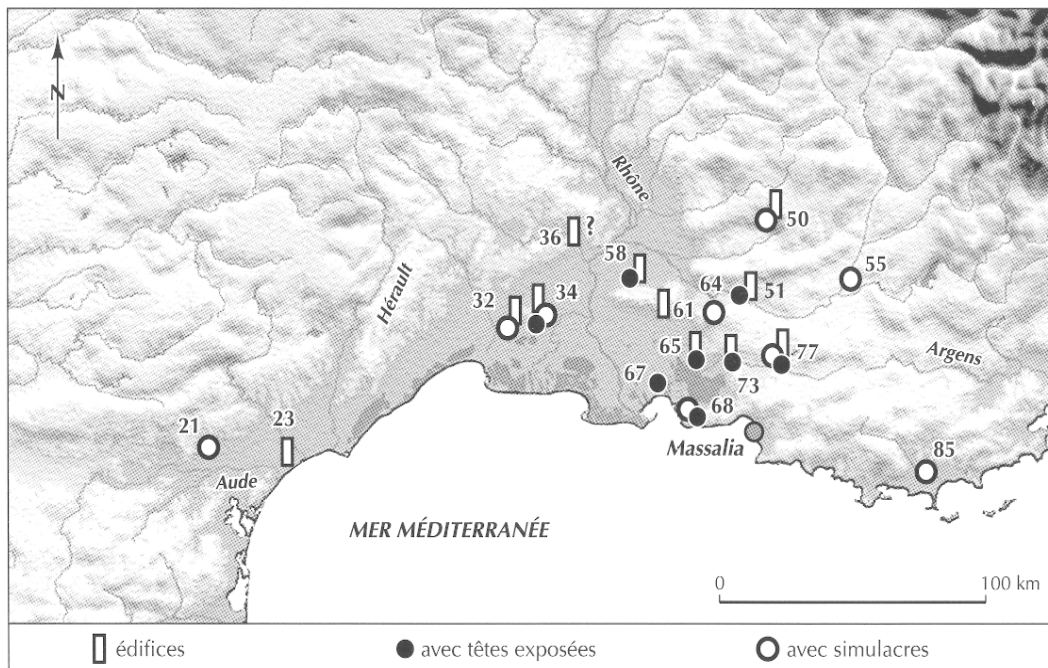 N
Rhône
50
36 ?
58
55
64
51
Hérault
32
34
61
65
77
Argens
67
73
68
21
23
Massalia
85
Aude
MER MÉDITERRANÉE
0 100 km
édifices avec têtes exposées avec simulacres